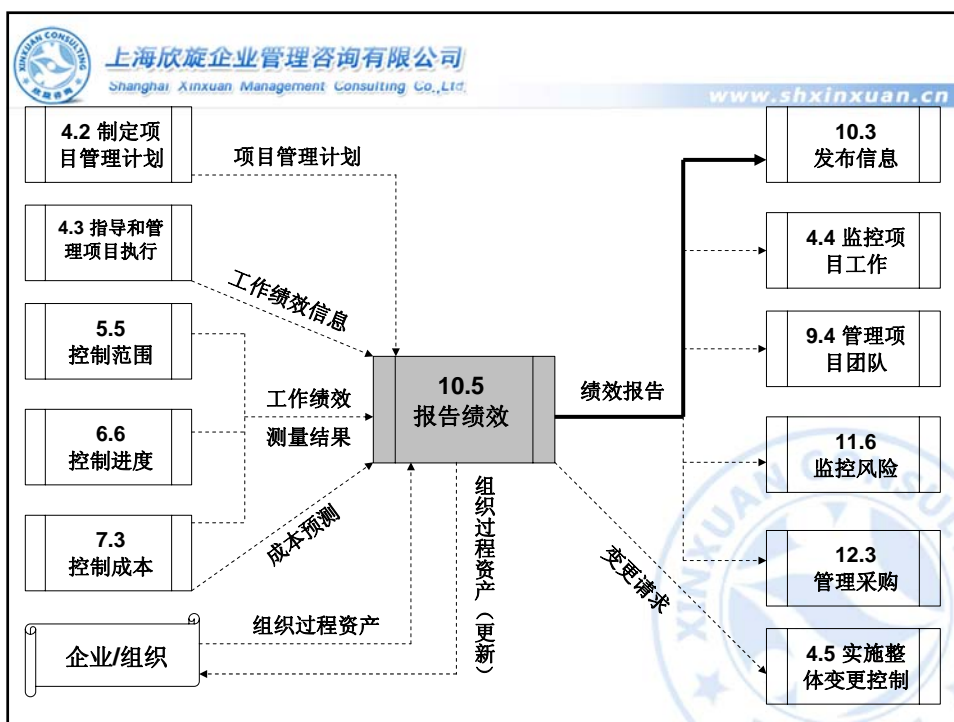 XINXUAN CONSULTING
欣旋咨询
上海欣旋企业管理咨询有限公司
Shanghai Xinxuan Management Consulting Co.,Ltd.
www.shxinxuan.cn
4.2 制定项
目管理计划
项目管理计划
4.3 指导和管
理项目执行
工作绩效信息
5.5
控制范围
6.6
控制进度
工作绩效
测量结果
7.3
控制成本
成本预测
企业/组织
组织过程资产
组织过程资产（更新）
10.5
报告绩效
绩效报告
变更请求
10.3
发布信息
4.4 监控项
目工作
9.4 管理项
目团队
11.6
监控风险
12.3
管理采购
4.5 实施整
体变更控制